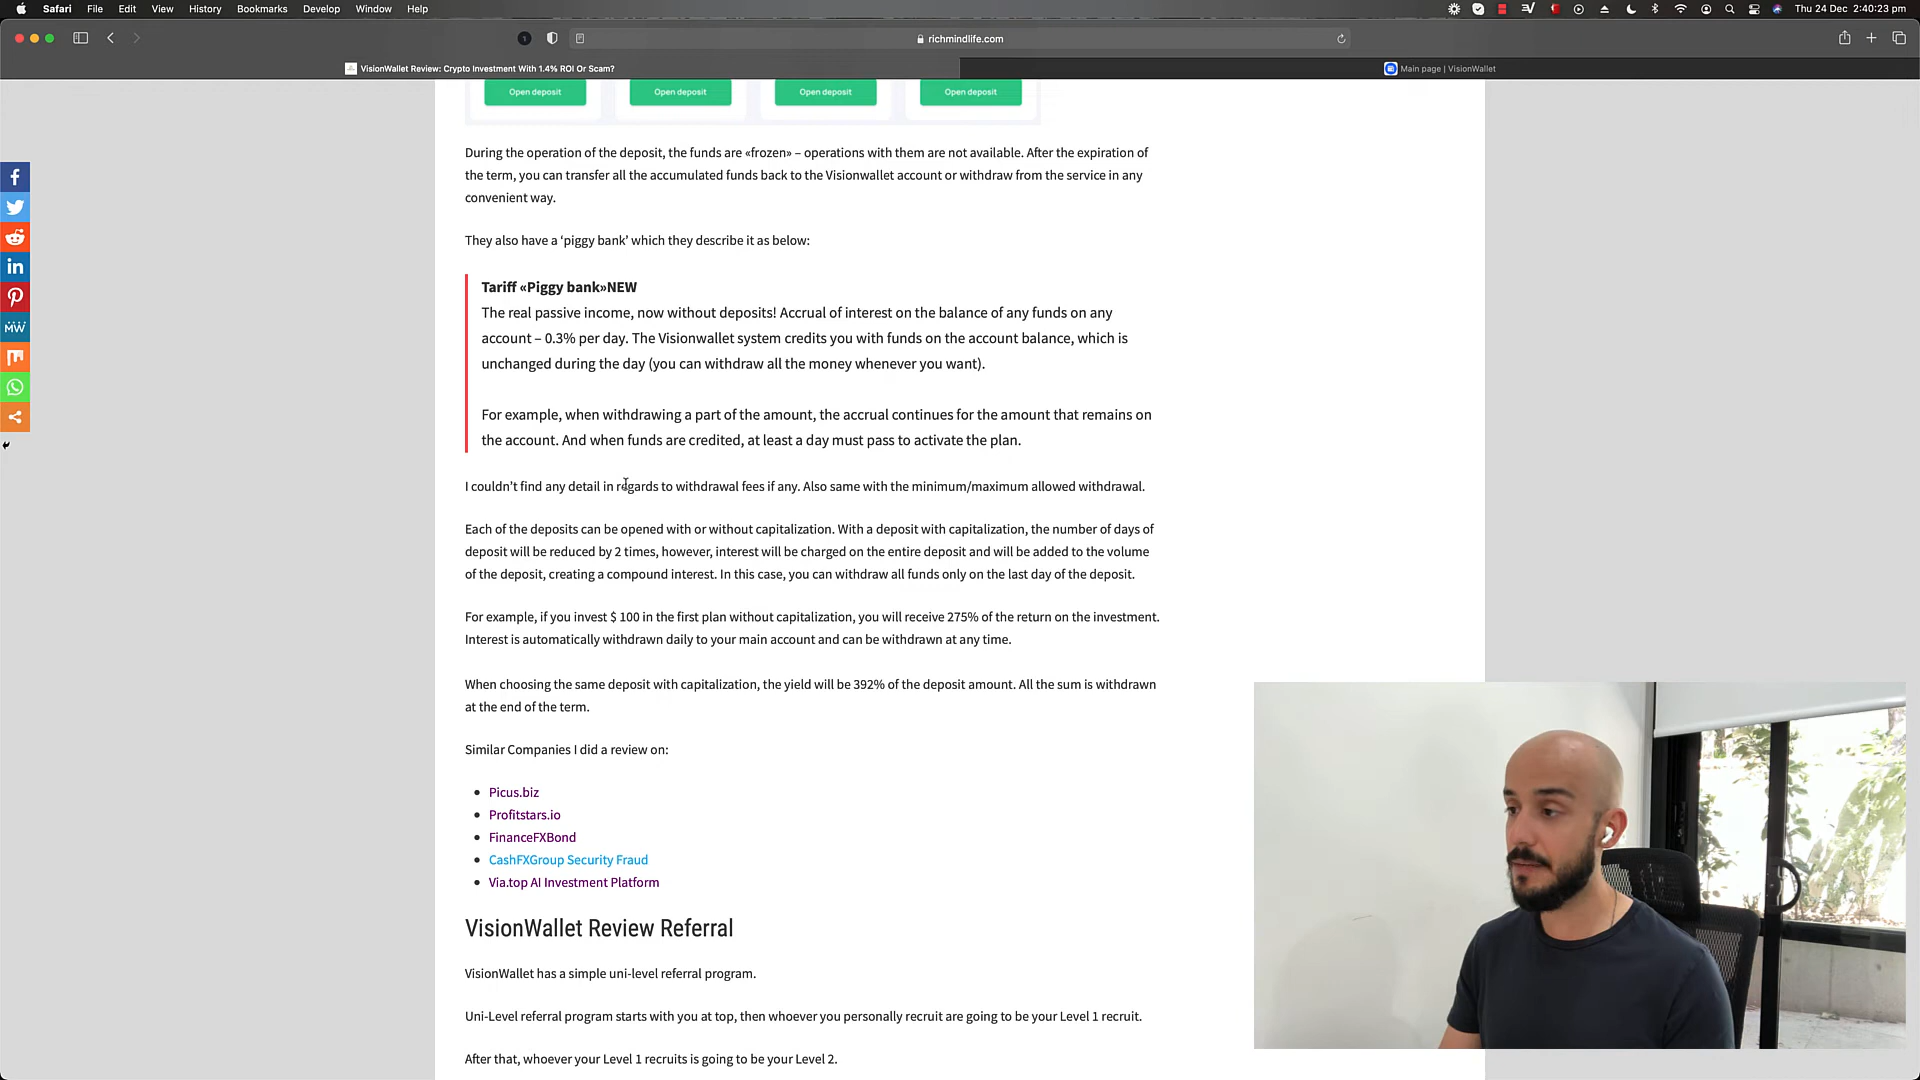 Safari File Edit View History Bookmarks Develop Window Help Thu 24 Dec 2:40:23 pm
richmindlife.com
VisionWallet Review: Crypto Investment With 1.4% ROI Or Scam? Main page | VisionWallet
Open deposit Open deposit Open deposit Open deposit
During the operation of the deposit, the funds are «frozen» – operations with them are not available. After the expiration of
the term, you can transfer all the accumulated funds back to the Visionwallet account or withdraw from the service in any
convenient way.
They also have a ‘piggy bank’ which they describe it as below:
Tariff «Piggy bank»NEW
The real passive income, now without deposits! Accrual of interest on the balance of any funds on any
account – 0.3% per day. The Visionwallet system credits you with funds on the account balance, which is
unchanged during the day (you can withdraw all the money whenever you want).
For example, when withdrawing a part of the amount, the accrual continues for the amount that remains on
the account. And when funds are credited, at least a day must pass to activate the plan.
I couldn’t find any detail in regards to withdrawal fees if any. Also same with the minimum/maximum allowed withdrawal.
Each of the deposits can be opened with or without capitalization. With a deposit with capitalization, the number of days of
deposit will be reduced by 2 times, however, interest will be charged on the entire deposit and will be added to the volume
of the deposit, creating a compound interest. In this case, you can withdraw all funds only on the last day of the deposit.
For example, if you invest $ 100 in the first plan without capitalization, you will receive 275% of the return on the investment.
Interest is automatically withdrawn daily to your main account and can be withdrawn at any time.
When choosing the same deposit with capitalization, the yield will be 392% of the deposit amount. All the sum is withdrawn
at the end of the term.
Similar Companies I did a review on:
Picus.biz
Profitstars.io
FinanceFXBond
CashFXGroup Security Fraud
Via.top AI Investment Platform
VisionWallet Review Referral
VisionWallet has a simple uni-level referral program.
Uni-Level referral program starts with you at top, then whoever you personally recruit are going to be your Level 1 recruit.
After that, whoever your Level 1 recruits is going to be your Level 2.
MW